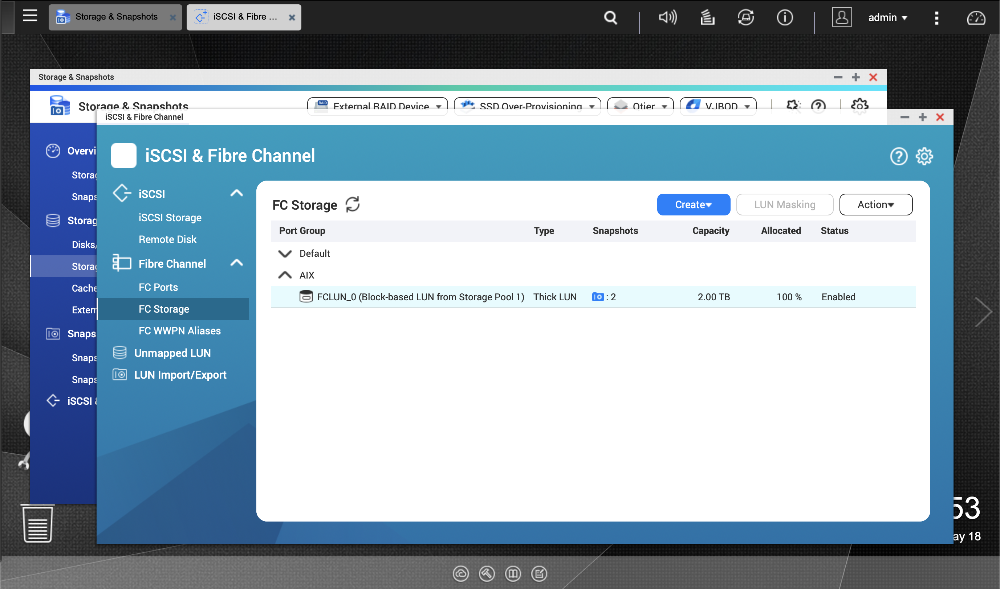 Storage & Snapshots
iSCSI & Fibre ...
admin
Storage & Snapshots
Storage & Snapshots
RAID
External RAID Device
SSD Over-Provisioning
Qtier
VJBOD
iSCSI & Fibre Channel
Overvi
Storag
Snaps
Storag
Disks/
Storag
Cache
Extern
Snaps
Snaps
Snaps
iSCSI &
iSCSI & Fibre Channel
iSCSI
iSCSI Storage
Remote Disk
Fibre Channel
FC Ports
FC Storage
FC WWPN Aliases
Unmapped LUN
LUN Import/Export
FC Storage
Create
LUN Masking
Action
Port Group Type Snapshots Capacity Allocated Status
Default
AIX
FCLUN_0 (Block-based LUN from Storage Pool 1) Thick LUN : 2 2.00 TB 100 % Enabled
53
ay 18